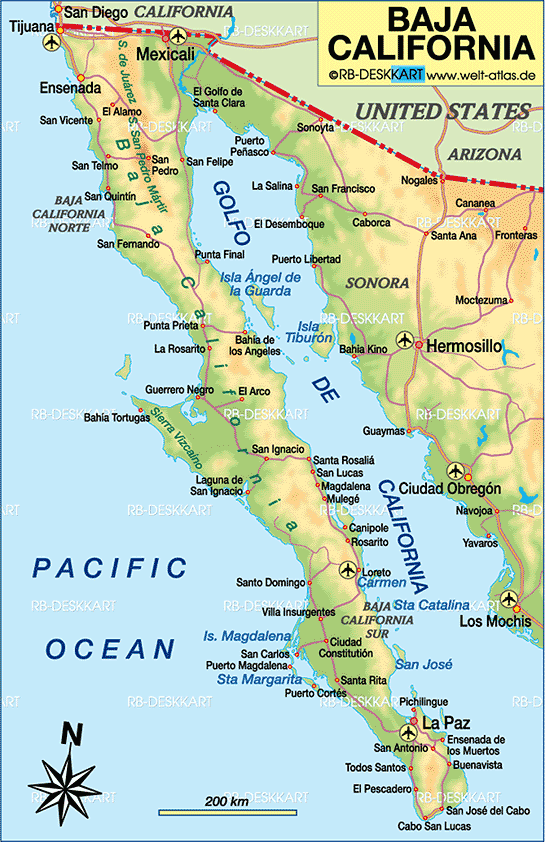 BAJA
CALIFORNIA
©RB-DESKKART www.welt-atlas.de
San Diego
CALIFORNIA
Tijuana
Mexicali
UNITED STATES
ARIZONA
Ensenada
S. de Juárez
El Golfo de
Santa Clara
El Alamo
San Vicente
Sonoyta
Puerto
Peñasco
S. San Pedro Mártir
San Telmo
San
Pedro
San Felipe
Nogales
La Salina
San Francisco
Cananea
San Quintín
BAJA
CALIFORNIA
NORTE
GOLFO
El Desemboque
Caborca
Santa Ana
Fronteras
San Fernando
Punta Final
Puerto Libertad
Isla Ángel de
la Guarda
SONORA
Moctezuma
Baja California
Punta Prieta
Isla
Tiburón
La Rosarito
Bahía de
los Angeles
Bahía Kino
Hermosillo
DE
Guerrero Negro
El Arco
Bahía Tortugas
Sierra Vizcaíno
Guaymas
San Ignacio
Santa Rosaliá
San Lucas
Magdalena
Mulegé
Laguna de
San Ignacio
CALIFORNIA
Ciudad Obregón
Navojoa
Canipole
Rosarito
Yavaros
PACIFIC
OCEAN
Loreto
Carmen
Santo Domingo
Sta Catalina
BAJA
CALIFORNIA
SUR
Los Mochis
Villa Insurgentes
Is. Magdalena
Ciudad
Constitutión
San Carlos
Puerto Magdalena
Sta Margarita
San José
Santa Rita
Puerto Cortés
Pichilingue
La Paz
San Antonio
Ensenada de
los Muertos
Todos Santos
Buenavista
El Pescadero
San José del Cabo
Cabo San Lucas
N
200 km
RB-DESKKART